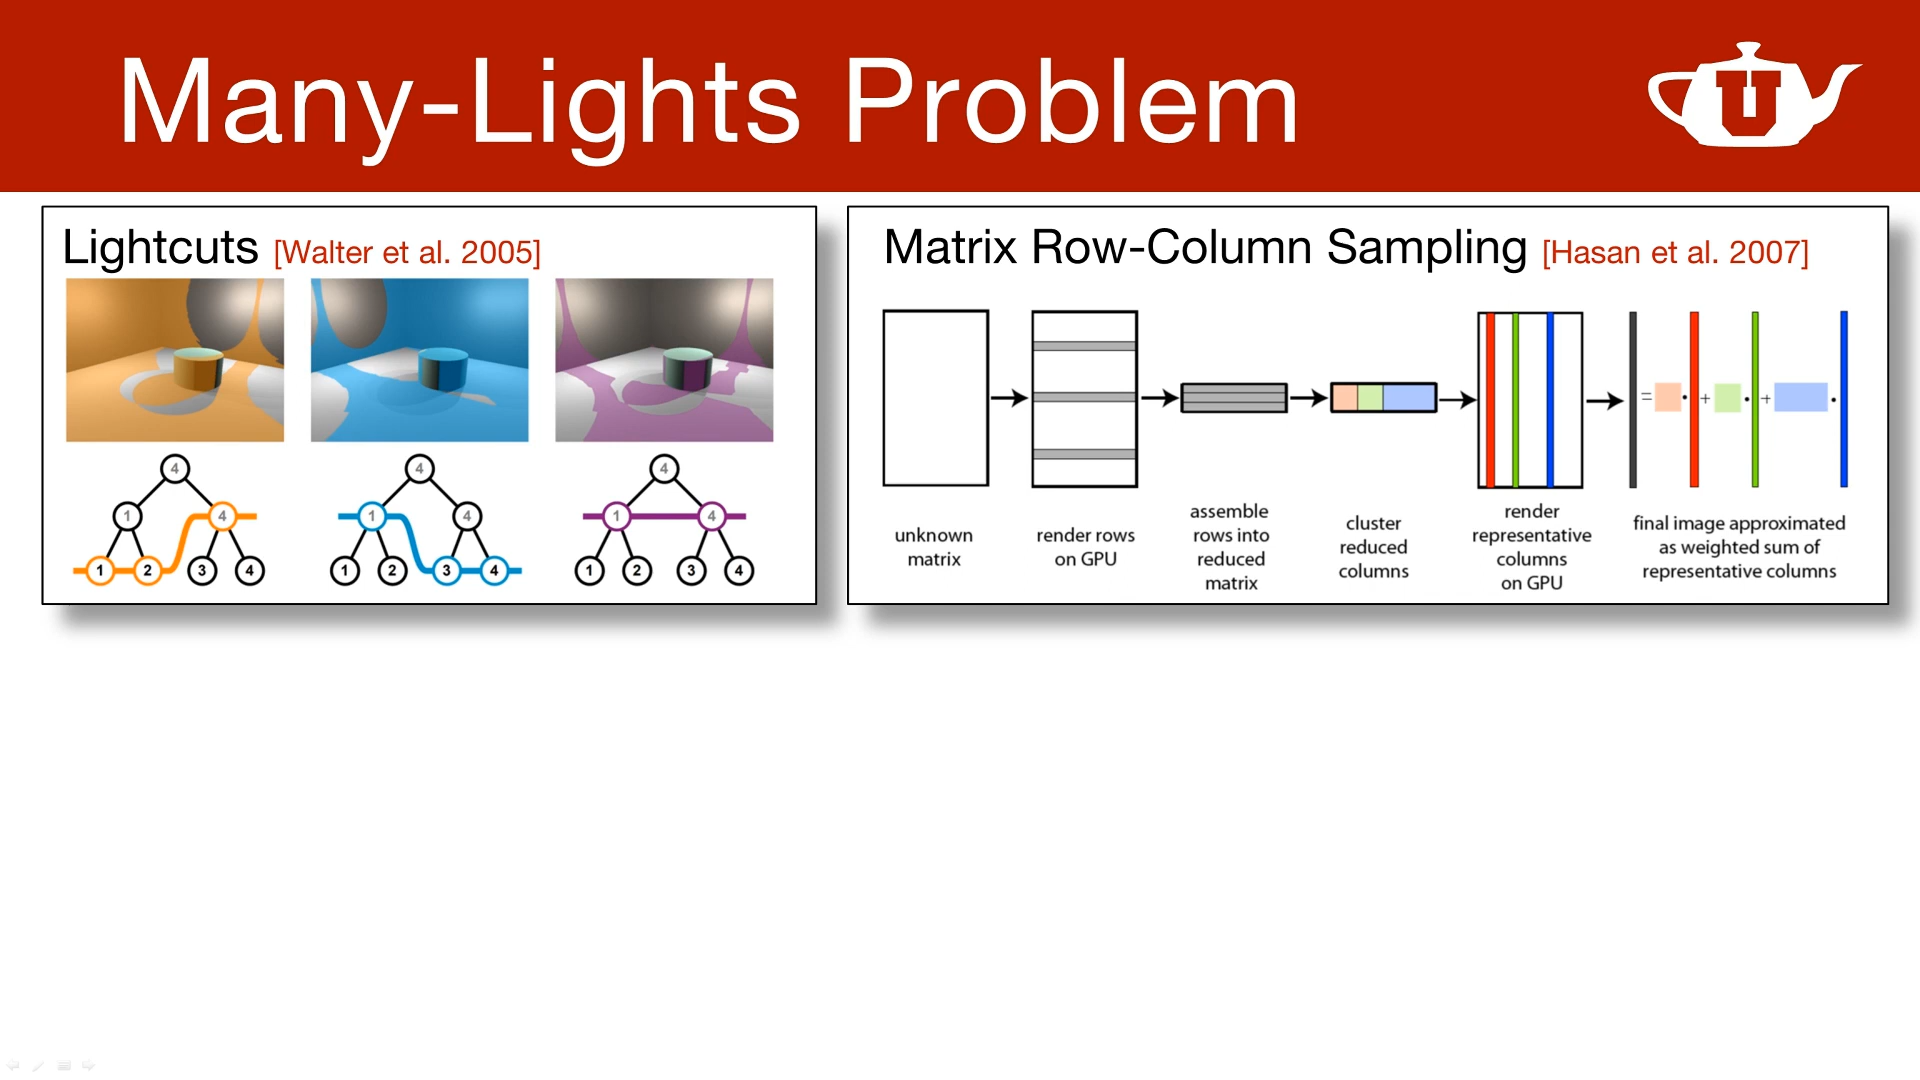 Many-Lights Problem
U
Lightcuts [Walter et al. 2005]
4
1 4
1 2 3 4
4
1 4
1 2 3 4
4
1 4
1 2 3 4
Matrix Row-Column Sampling [Hasan et al. 2007]
= · + · + ·
unknown
matrix
render rows
on GPU
assemble
rows into
reduced
matrix
cluster
reduced
columns
render
representative
columns
on GPU
final image approximated
as weighted sum of
representative columns